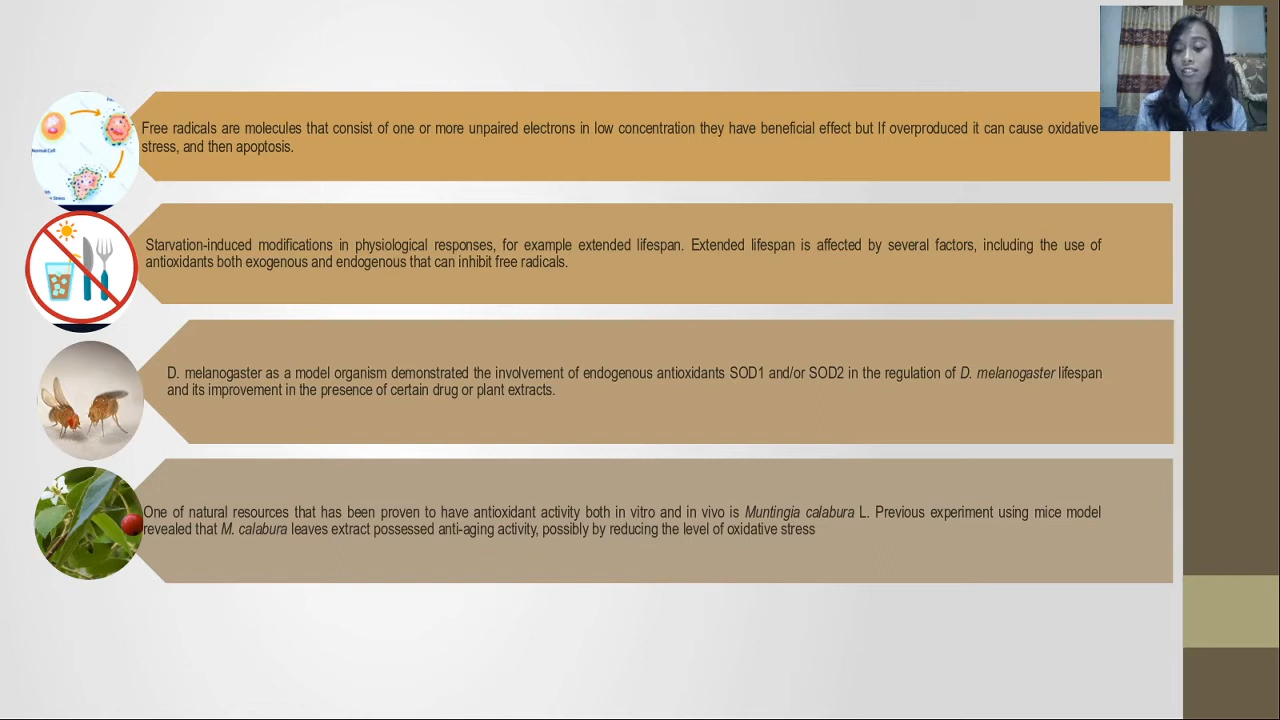 Free radicals are molecules that consist of one or more unpaired electrons in low concentration they have beneficial effect but If overproduced it can cause oxidative
stress, and then apoptosis.
Normal Cell
Stress
Starvation-induced modifications in physiological responses, for example extended lifespan. Extended lifespan is affected by several factors, including the use of
antioxidants both exogenous and endogenous that can inhibit free radicals.
D. melanogaster as a model organism demonstrated the involvement of endogenous antioxidants SOD1 and/or SOD2 in the regulation of D. melanogaster lifespan
and its improvement in the presence of certain drug or plant extracts.
One of natural resources that has been proven to have antioxidant activity both in vitro and in vivo is Muntingia calabura L. Previous experiment using mice model
revealed that M. calabura leaves extract possessed anti-aging activity, possibly by reducing the level of oxidative stress